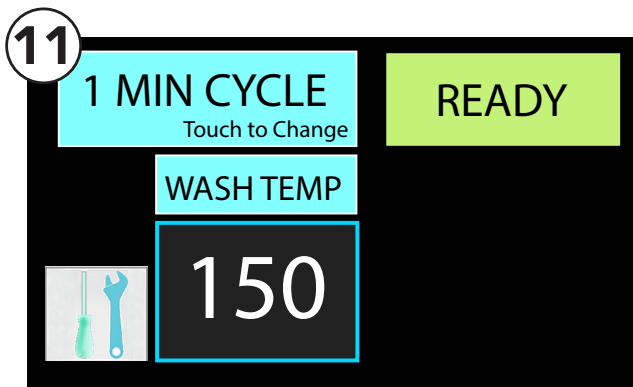 11
1 MIN CYCLE
Touch to Change
READY
WASH TEMP
150